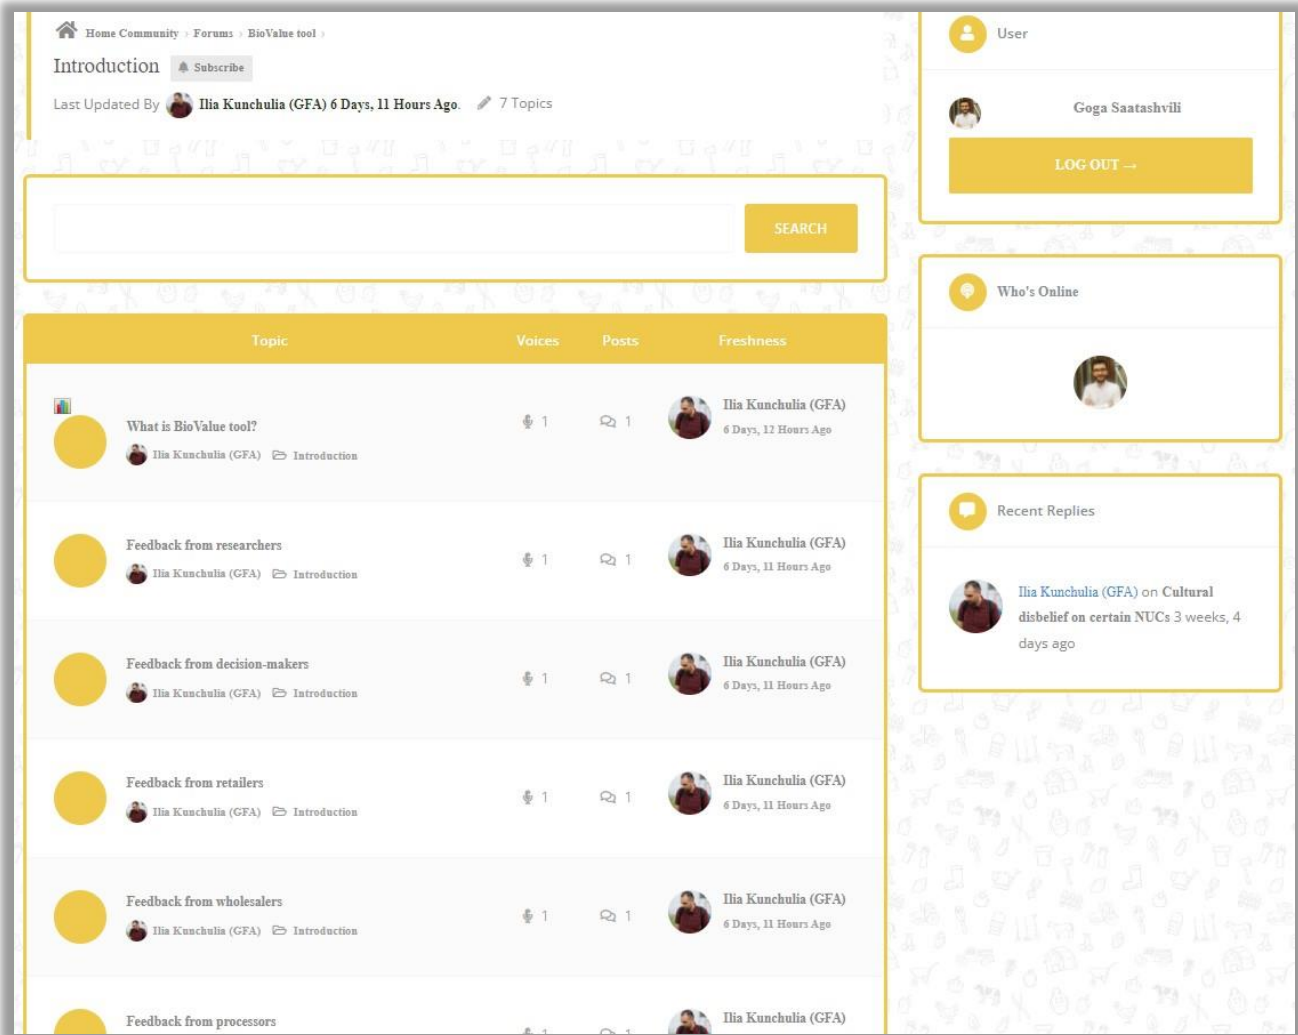 Home Community › Forums › BioValue tool ›
Introduction Subscribe
Last Updated By Ilia Kunchulia (GFA) 6 Days, 11 Hours Ago. 7 Topics
SEARCH
Topic Voices Posts Freshness
What is BioValue tool? 1 1 Ilia Kunchulia (GFA)
Ilia Kunchulia (GFA) Introduction 6 Days, 12 Hours Ago
Feedback from researchers 1 1 Ilia Kunchulia (GFA)
Ilia Kunchulia (GFA) Introduction 6 Days, 11 Hours Ago
Feedback from decision-makers 1 1 Ilia Kunchulia (GFA)
Ilia Kunchulia (GFA) Introduction 6 Days, 11 Hours Ago
Feedback from retailers 1 1 Ilia Kunchulia (GFA)
Ilia Kunchulia (GFA) Introduction 6 Days, 11 Hours Ago
Feedback from wholesalers 1 1 Ilia Kunchulia (GFA)
Ilia Kunchulia (GFA) Introduction 6 Days, 11 Hours Ago
Feedback from processors 1 1 Ilia Kunchulia (GFA)
User
Goga Saatashvili
LOG OUT →
Who's Online
Recent Replies
Ilia Kunchulia (GFA) on Cultural
disbelief on certain NUCs 3 weeks, 4
days ago